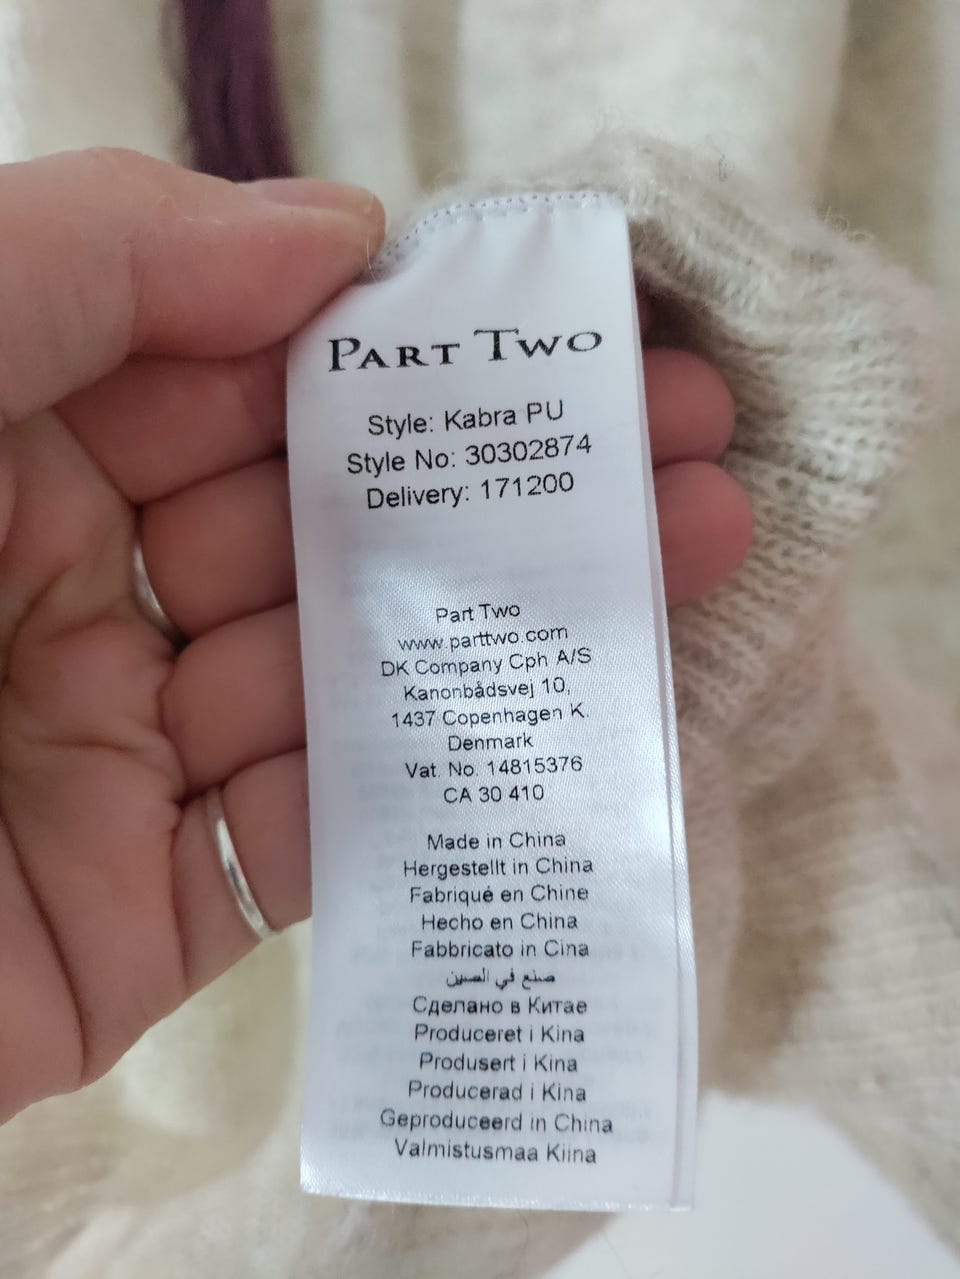 PART TWO
Style: Kabra PU
Style No: 30302874
Delivery: 171200
Part Two
www.parttwo.com
DK Company Cph A/S
Kanonbådsvej 10,
1437 Copenhagen K.
Denmark
Vat. No. 14815376
CA 30 410
Made in China
Hergestellt in China
Fabriqué en Chine
Hecho en China
Fabbricato in Cina
صنع في الصين
Сделано в Китае
Produceret i Kina
Produsert i Kina
Producerad i Kina
Geproduceerd in China
Valmistusmaa Kiina